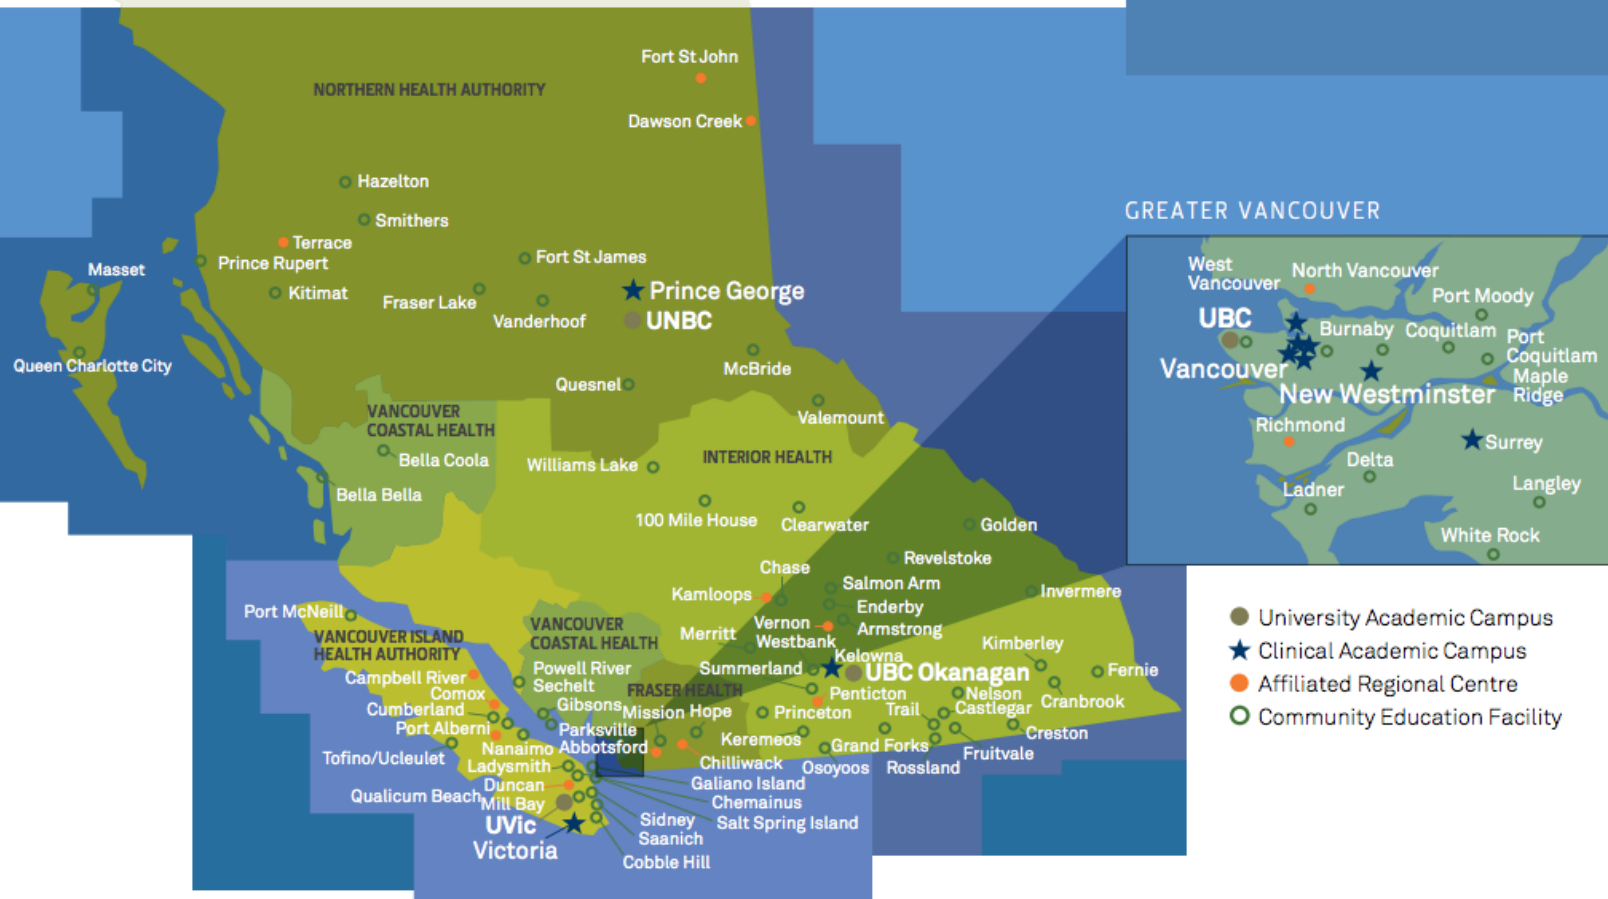 Fort St John
NORTHERN HEALTH AUTHORITY
Dawson Creek
Hazelton
Smithers
Terrace
Prince Rupert
Fort St James
Masset
Kitimat
Fraser Lake
Prince George
Vanderhoof
UNBC
Queen Charlotte City
McBride
Quesnel
Valemount
VANCOUVER
COASTAL HEALTH
Bella Coola
Williams Lake
INTERIOR HEALTH
Bella Bella
100 Mile House
Clearwater
Golden
Revelstoke
Chase
Salmon Arm
Kamloops
Enderby
Invermere
Port McNeill
Vernon
Armstrong
VANCOUVER ISLAND
HEALTH AUTHORITY
VANCOUVER
COASTAL HEALTH
Merritt
Westbank
Kimberley
Kelowna
Campbell River
Powell River
Summerland
UBC Okanagan
Fernie
Comox
Sechelt
FRASER HEALTH
Penticton
Nelson
Cranbrook
Cumberland
Gibsons
Mission
Hope
Princeton
Trail
Castlegar
Port Alberni
Parksville
Keremeos
Creston
Tofino/Ucleulet
Nanaimo
Abbotsford
Grand Forks
Fruitvale
Ladysmith
Chilliwack
Osoyoos
Rossland
Duncan
Galiano Island
Qualicum Beach
Mill Bay
Chemainus
UVic
Sidney
Salt Spring Island
Victoria
Saanich
Cobble Hill
GREATER VANCOUVER
West
Vancouver
North Vancouver
Port Moody
UBC
Burnaby
Coquitlam
Port
Coquitlam
Vancouver
Maple
Ridge
New Westminster
Richmond
Surrey
Delta
Ladner
Langley
White Rock
University Academic Campus
Clinical Academic Campus
Affiliated Regional Centre
Community Education Facility